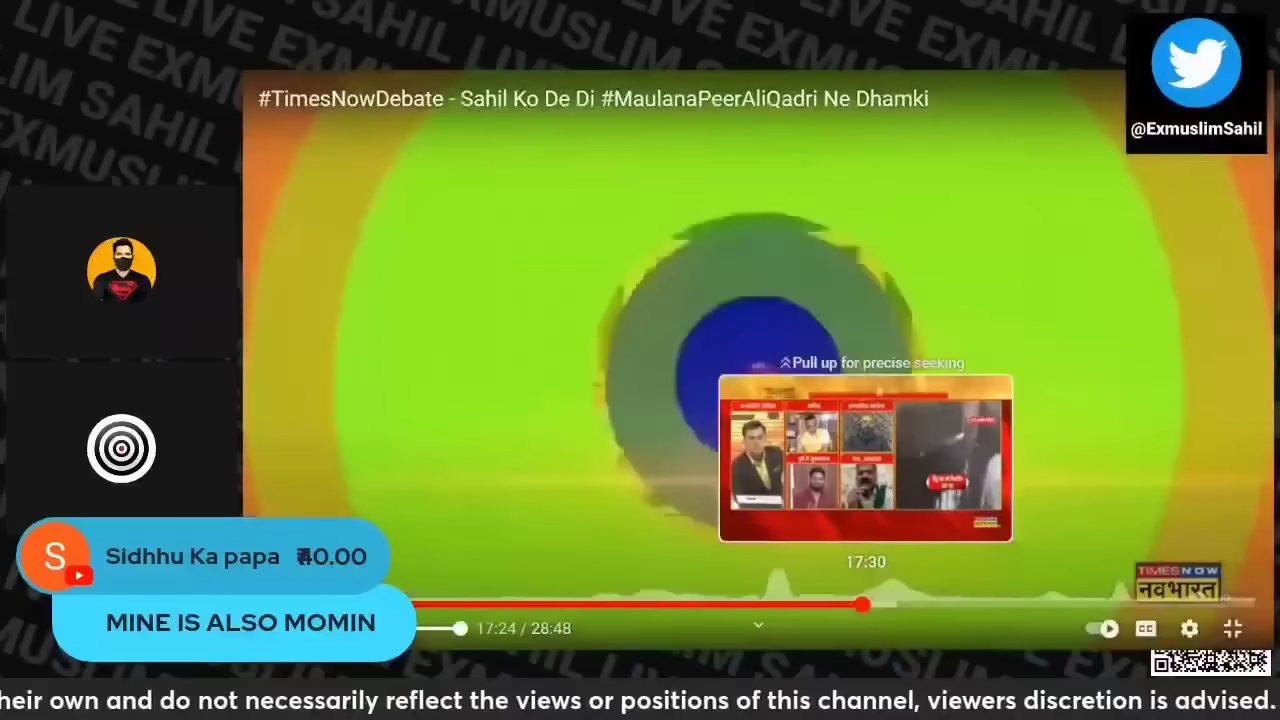 #TimesNowDebate - Sahil Ko De Di #MaulanaPeerAliQadri Ne Dhamki
@ExmuslimSahil
Pull up for precise seeking
17:30
S
Sidhhu Ka papa
MINE IS ALSO MOMIN
17:24 / 28:48
CC
TIMES NOW
नवभारत
heir own and do not necessarily reflect the views or positions of this channel, viewers discretion is advised.